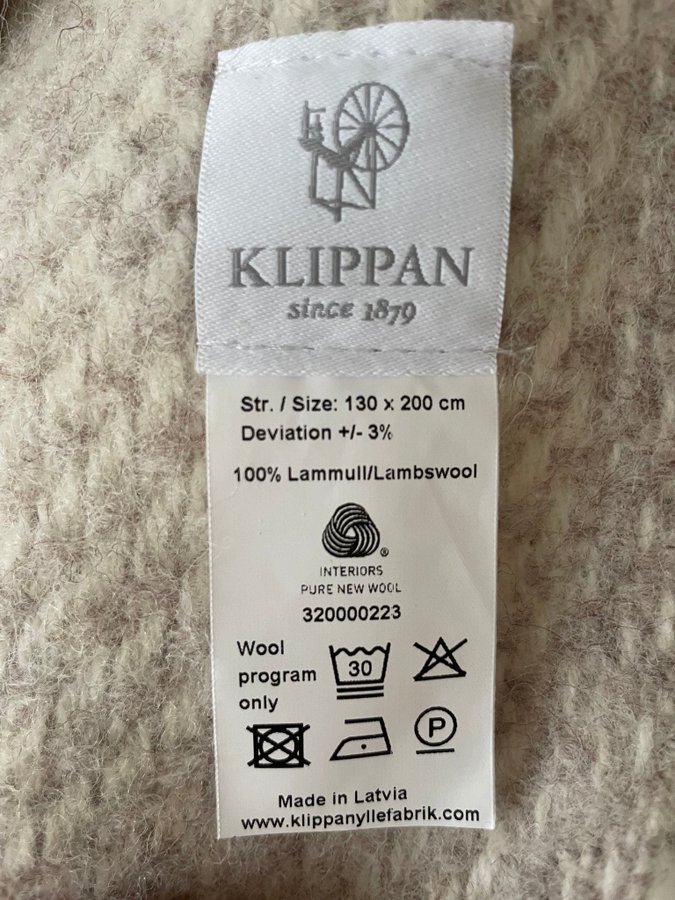 KLIPPAN
since 1879
Str. / Size: 130 x 200 cm
Deviation +/- 3%
100% Lammull/Lambswool
®
INTERIORS
PURE NEW WOOL
320000223
Wool
program
only
30
P
Made in Latvia
www.klippanyllefabrik.com